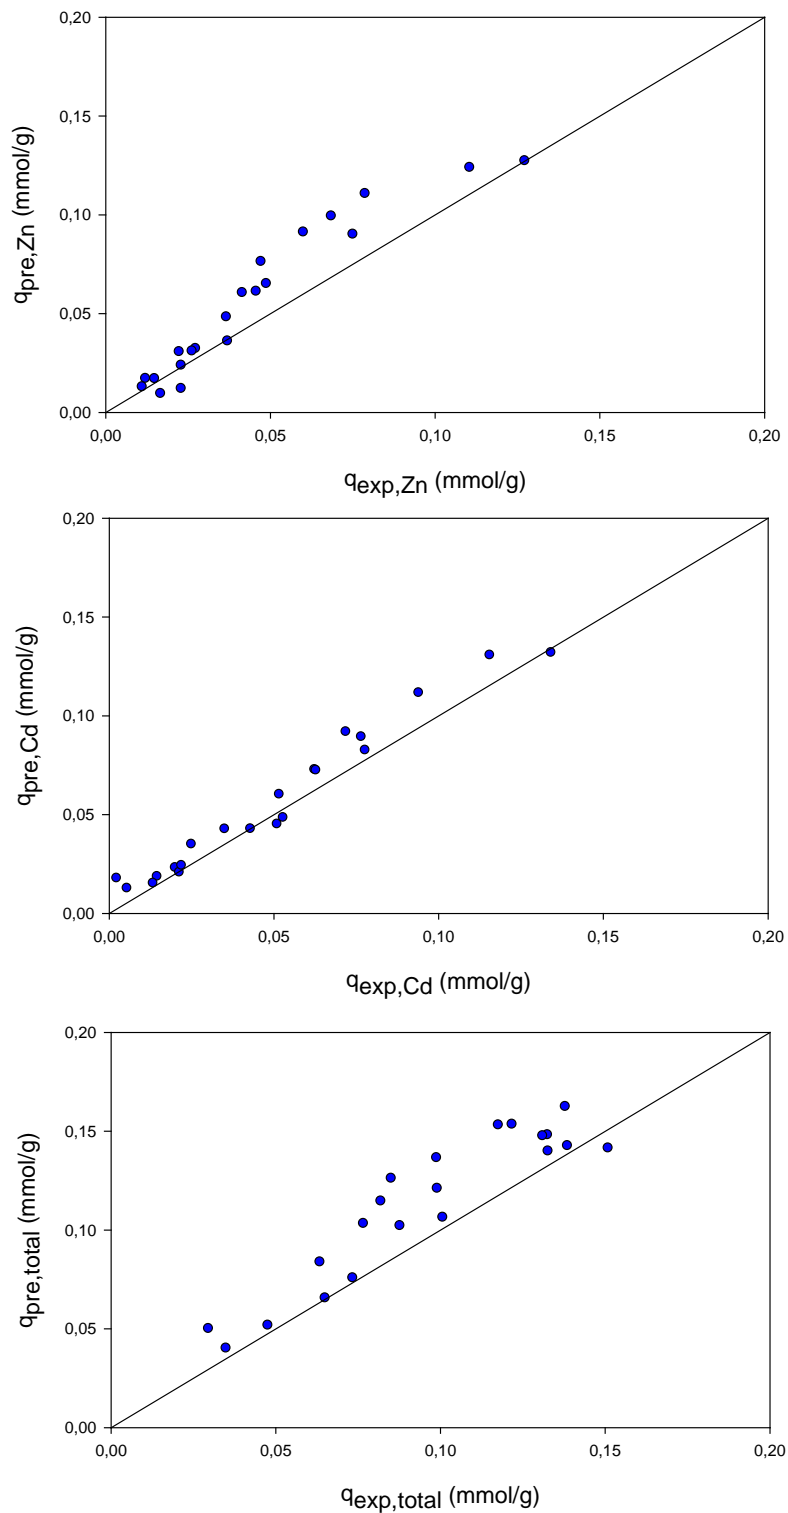 0,20
0,15
0,10
0,05
0,00
qpre,Zn (mmol/g)
0,00 0,05 0,10 0,15 0,20
qexp,Zn (mmol/g)
0,20
0,15
0,10
0,05
0,00
qpre,Cd (mmol/g)
0,00 0,05 0,10 0,15 0,20
qexp,Cd (mmol/g)
0,20
0,15
0,10
0,05
0,00
qpre,total (mmol/g)
0,00 0,05 0,10 0,15 0,20
qexp,total (mmol/g)